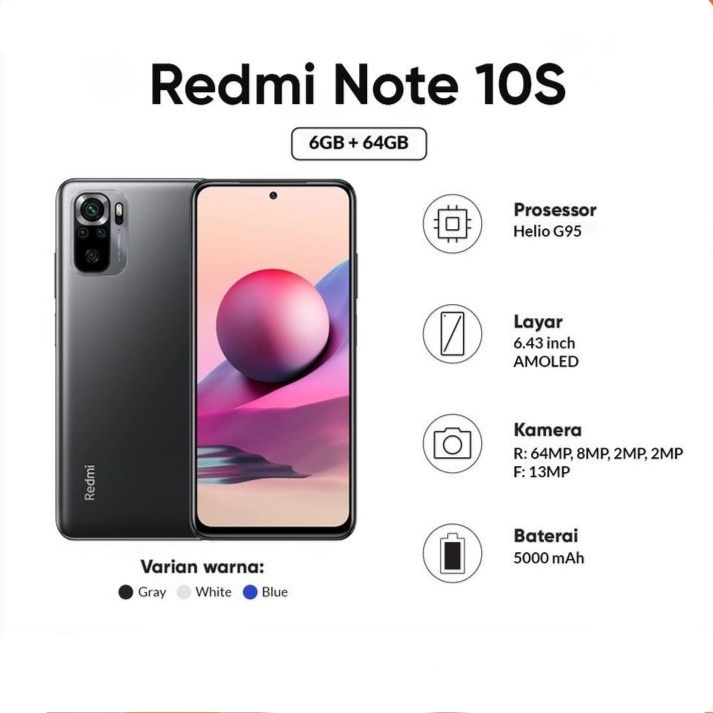 Redmi Note 10S
6GB + 64GB
Redmi
Prosessor
Helio G95
Layar
6.43 inch
AMOLED
Kamera
R: 64MP, 8MP, 2MP, 2MP
F: 13MP
Baterai
5000 mAh
Varian warna:
Gray White Blue